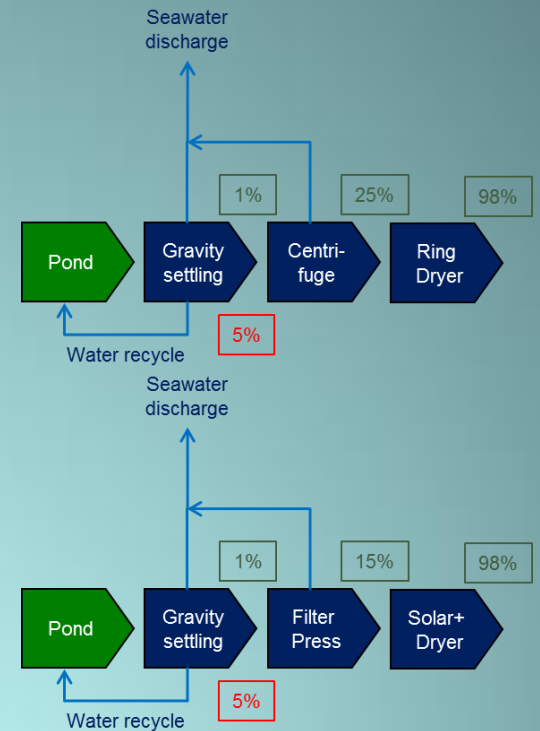 Seawater
discharge
1%
25%
98%
Pond
Gravity
settling
Centri-
fuge
Ring
Dryer
5%
Water recycle
Seawater
discharge
1%
15%
98%
Pond
Gravity
settling
Filter
Press
Solar+
Dryer
5%
Water recycle